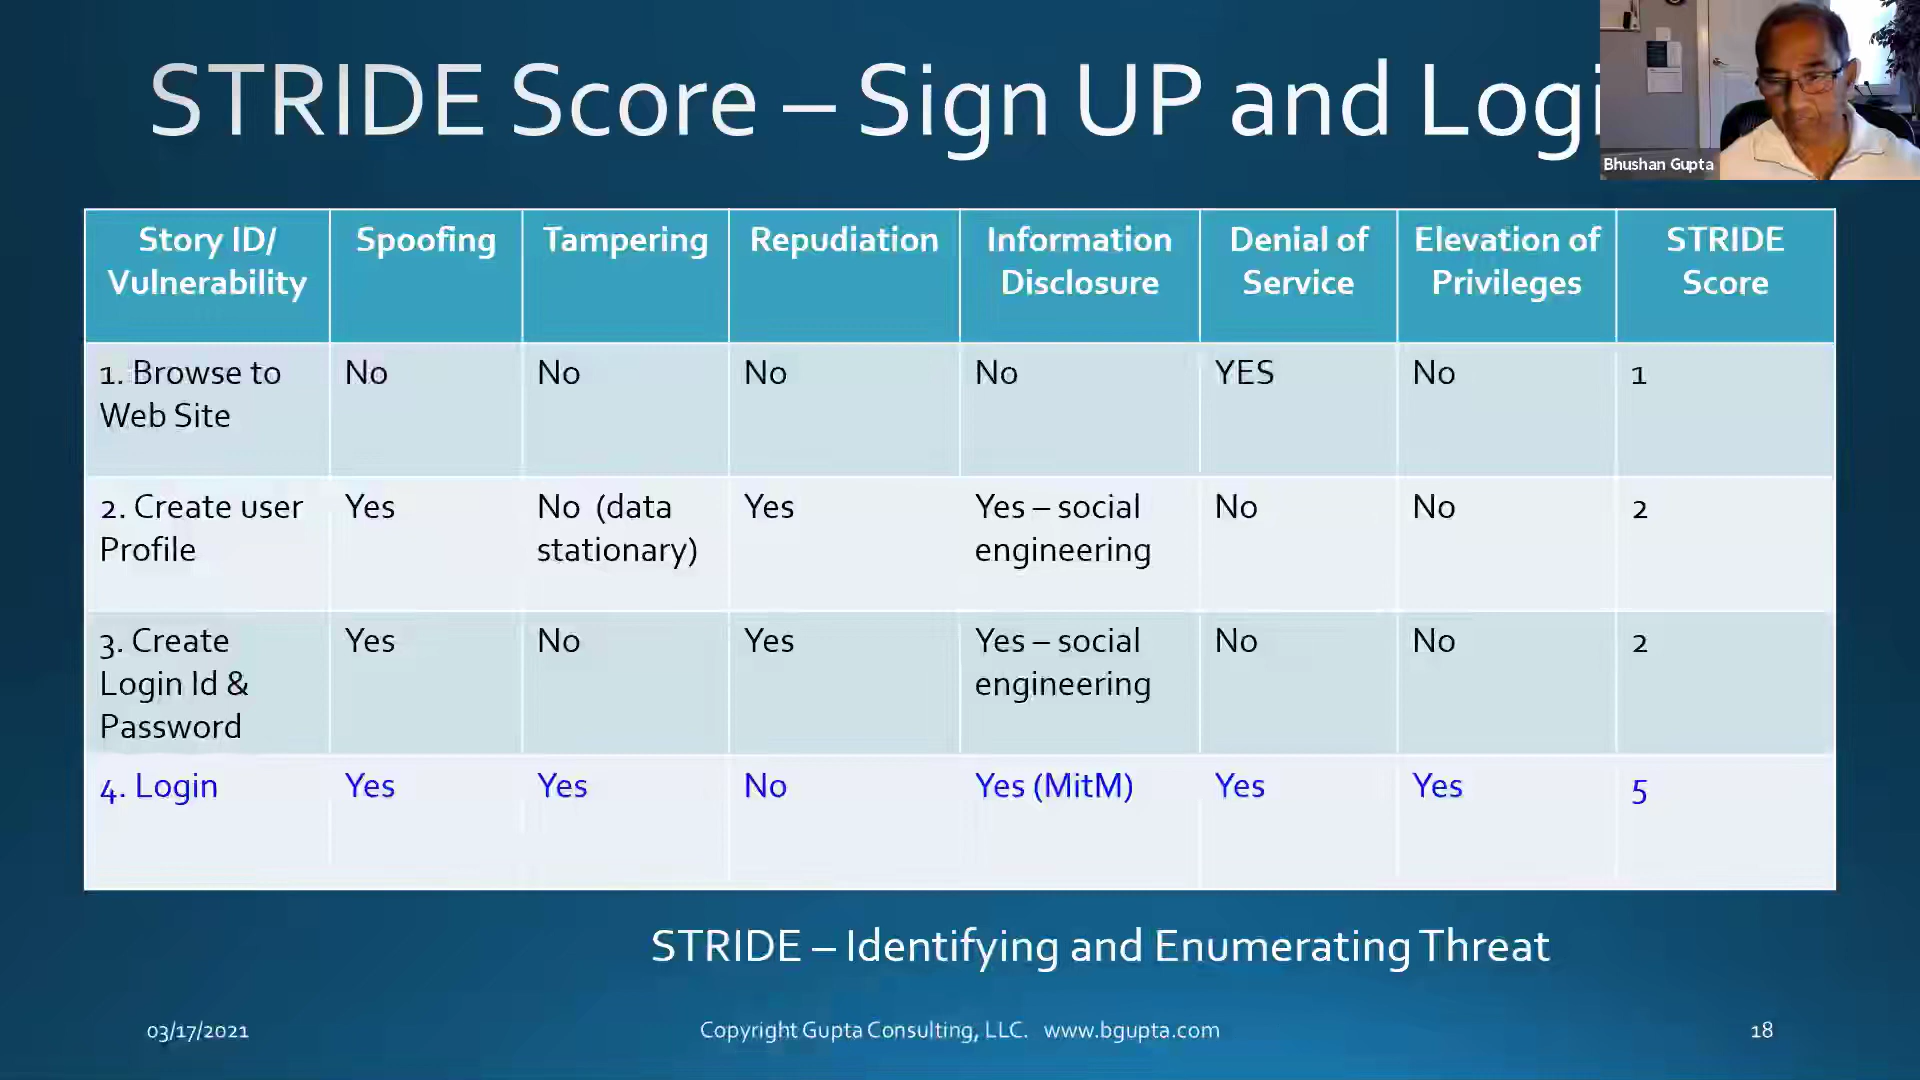 STRIDE Score – Sign UP and Logi
Bhushan Gupta
Story ID/
Vulnerability
Spoofing
Tampering
Repudiation
Information
Disclosure
Denial of
Service
Elevation of
Privileges
STRIDE
Score
1. Browse to
Web Site
No
No
No
No
YES
No
1
2. Create user
Profile
Yes
No (data
stationary)
Yes
Yes – social
engineering
No
No
2
3. Create
Login Id &
Password
Yes
No
Yes
Yes – social
engineering
No
No
2
4. Login
Yes
Yes
No
Yes (MitM)
Yes
Yes
5
STRIDE – Identifying and Enumerating Threat
03/17/2021
Copyright Gupta Consulting, LLC. www.bgupta.com
18